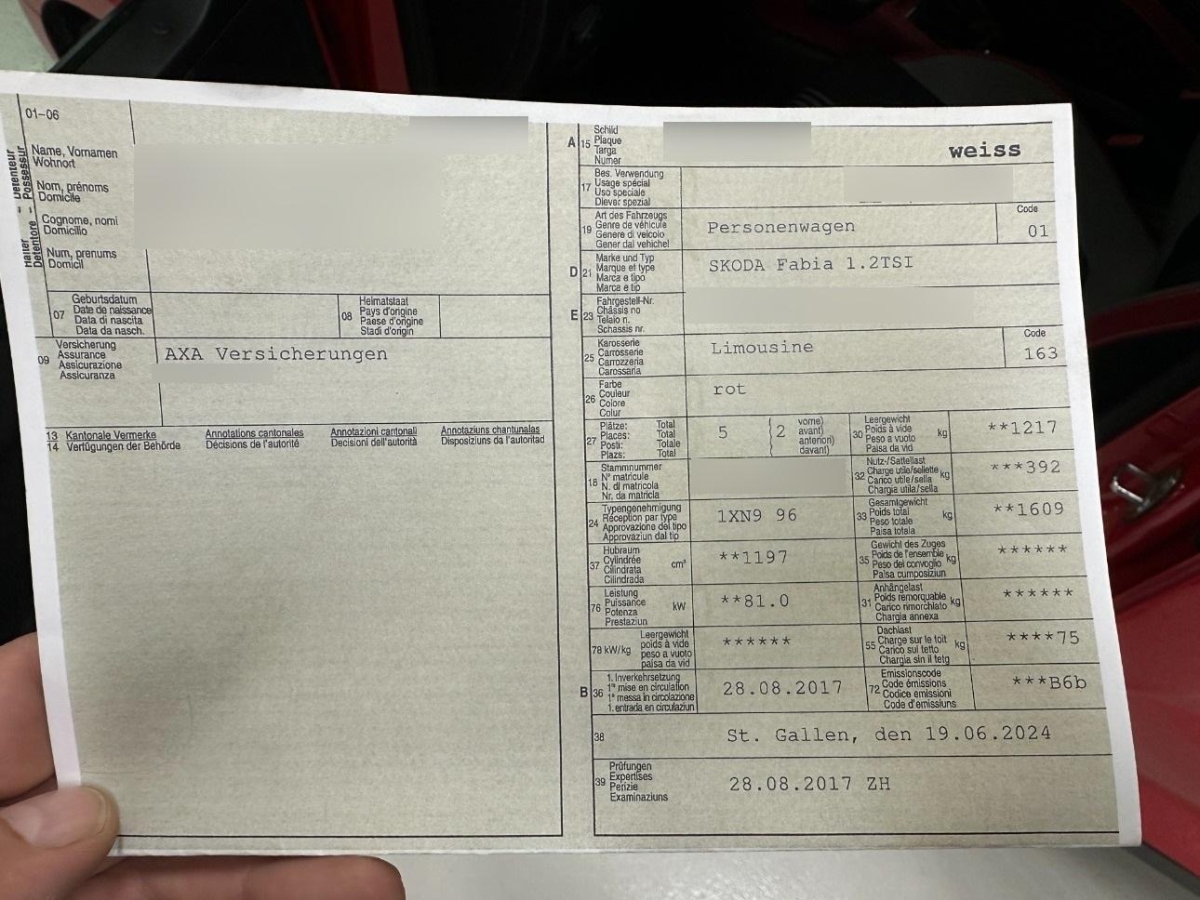 01-06
Halter - Détenteur
Detentore - Possessur
Name, Vornamen
Wohnort
Nom, prénoms
Domicile
Cognome, nomi
Domicilio
Num, prenums
Domicil
07
Geburtsdatum
Date de naissance
Data di nascita
Data da nasch.
08
Heimatstaat
Pays d'origine
Paese d'origine
Stadi d'origin
09
Versicherung
Assurance
Assicurazione
Assicuranza
AXA Versicherungen
13 Kantonale Vermerke Annotations cantonales Annotazioni cantonali Annotaziuns chantunalas
14 Verfügungen der Behörde Décisions de l'autorité Decisioni dell'autorità Disposiziuns da l'autoritad
A 15
Schild
Plaque
Targa
Numer
weiss
17
Bes. Verwendung
Usage spécial
Uso speciale
Diever spezial
19
Art des Fahrzeugs
Genre de véhicule
Genere di veicolo
Gener dal vehichel
Personenwagen
Code
01
D 21
Marke und Typ
Marque et type
Marca e tipo
Marca e tip
SKODA Fabia 1.2TSI
E 23
Fahrgestell-Nr.
Châssis no
Telaio n.
Schassis nr.
25
Karosserie
Carrosserie
Carrozzeria
Carossaria
Limousine
Code
163
26
Farbe
Couleur
Colore
Colur
rot
27
Plätze: Total
Places: Total
Posti: Totale
Plazs: Total
5
2
vorne)
avant)
anteriori)
davant)
30
Leergewicht
Poids à vide
Peso a vuoto
Paisa da vid
kg
**1217
18
Stammnummer
N° matricule
N. di matricola
Nr. da matricla
32
Nutz-/Sattellast
Charge utile/sellette
Carico utile/sella
Chargia utila/sella
kg
***392
24
Typengenehmigung
Réception par type
Approvazione del tipo
Approvaziun dal tip
1XN9 96
33
Gesamtgewicht
Poids total
Peso totale
Paisa totala
kg
**1609
37
Hubraum
Cylindrée
Cilindrata
Cilindrada
cm³
**1197
35
Gewicht des Zuges
Poids de l'ensemble
Peso del convoglio
Paisa cumposiziun
kg
******
76
Leistung
Puissance
Potenza
Prestaziun
kW
**81.0
31
Anhängelast
Poids remorquable
Carico rimorchiato
Chargia annexa
kg
******
78 kW/kg
Leergewicht
poids à vide
peso a vuoto
paisa da vid
******
55
Dachlast
Charge sur le toit
Carico sul tetto
Chargia sin il tetg
kg
****75
B 36
1. Inverkehrsetzung
1re mise en circulation
1a messa in circolazione
1. entrada en circulaziun
28.08.2017
72
Emissionscode
Code émissions
Codice emissioni
Code d'emissiuns
***B6b
38
St. Gallen, den 19.06.2024
39
Prüfungen
Expertises
Perizie
Examinaziuns
28.08.2017 ZH